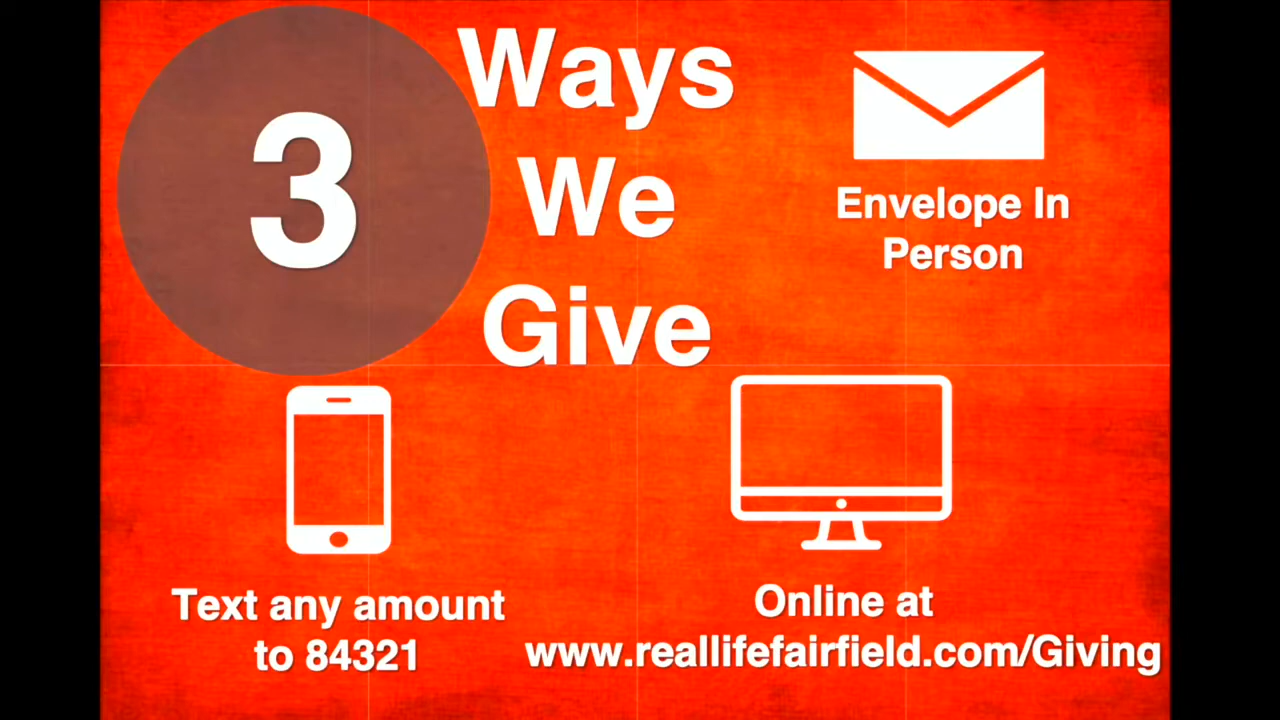 3
Ways
We
Give
Envelope In
Person
Text any amount
to 84321
Online at
www.reallifefairfield.com/Giving